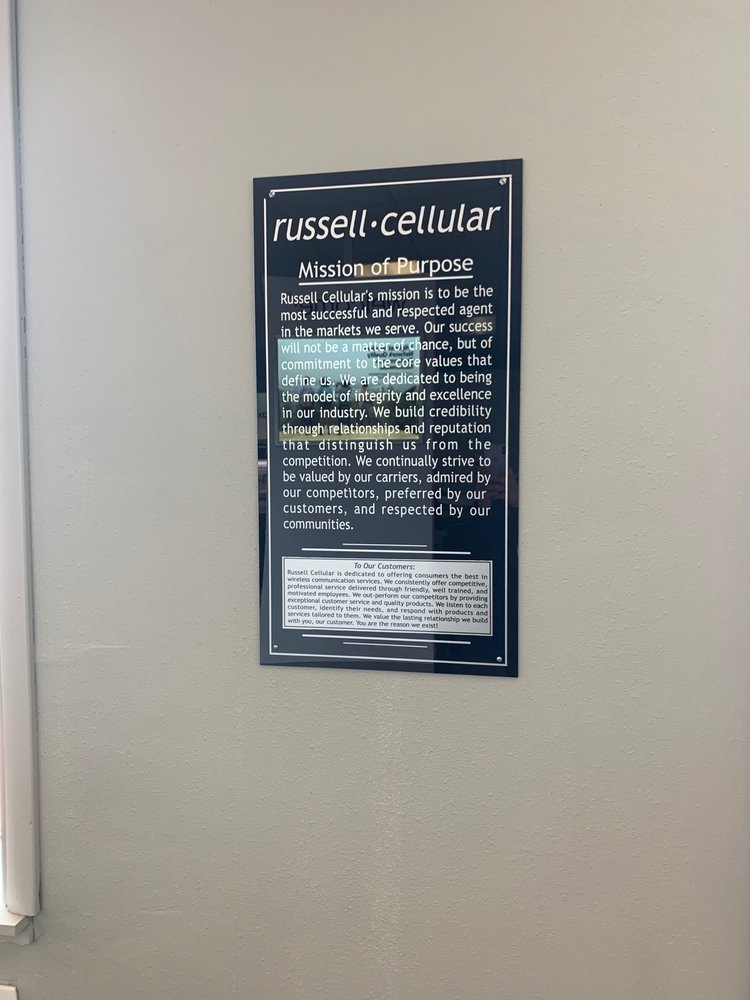 russell·cellular
Mission of Purpose
Russell Cellular's mission is to be the
most successful and respected agent
in the markets we serve. Our success
will not be a matter of chance, but of
commitment to the core values that
define us. We are dedicated to being
the model of integrity and excellence
in our industry. We build credibility
through relationships and reputation
that distinguish us from the
competition. We continually strive to
be valued by our carriers, admired by
our competitors, preferred by our
customers, and respected by our
communities.
To Our Customers:
Russell Cellular is dedicated to offering consumers the best in
wireless communication services. We consistently offer competitive,
professional service delivered through friendly, well trained, and
motivated employees. We out-perform our competitors by providing
exceptional customer service and quality products. We listen to each
customer, identify their needs, and respond with products and
services tailored to them. We value the lasting relationship we build
with you, our customer. You are the reason we exist!